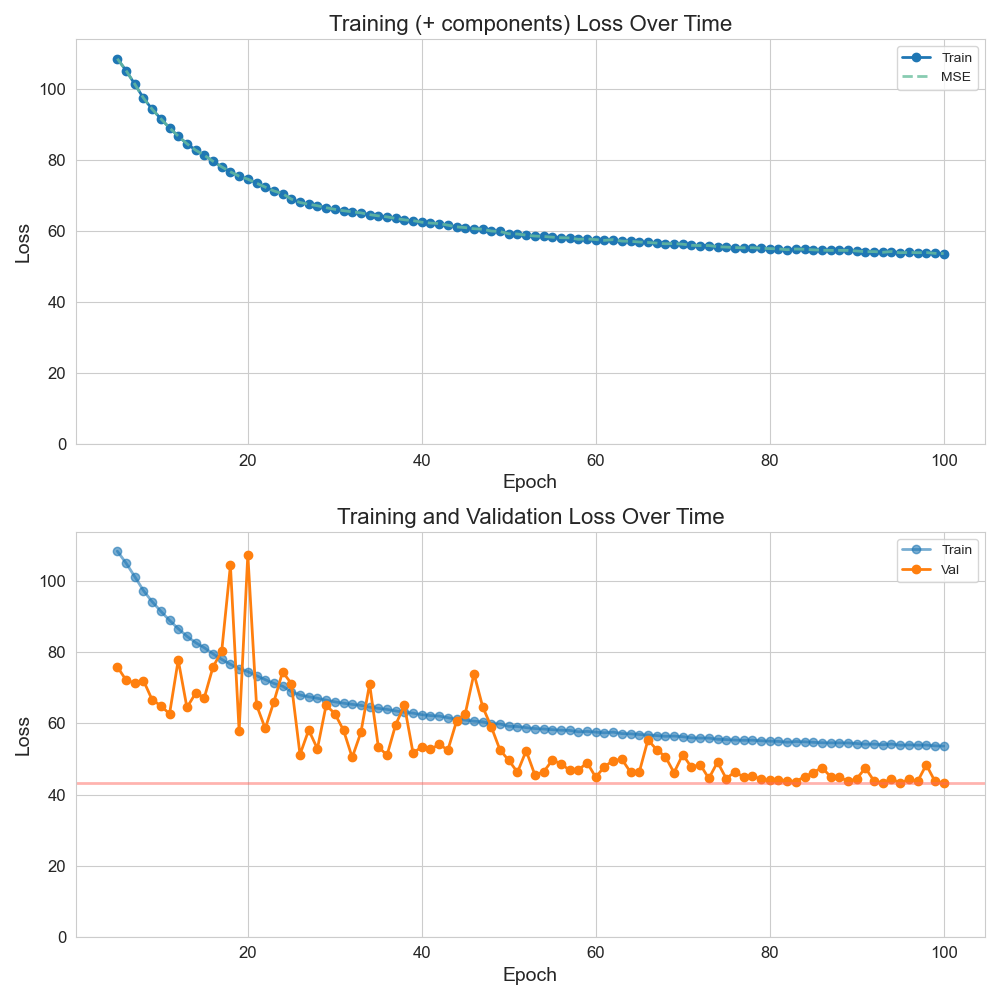 Training (+ components) Loss Over Time
Train
MSE
Loss
100
80
60
40
20
0
20 40 60 80 100
Epoch
Training and Validation Loss Over Time
Train
Val
Loss
100
80
60
40
20
0
20 40 60 80 100
Epoch